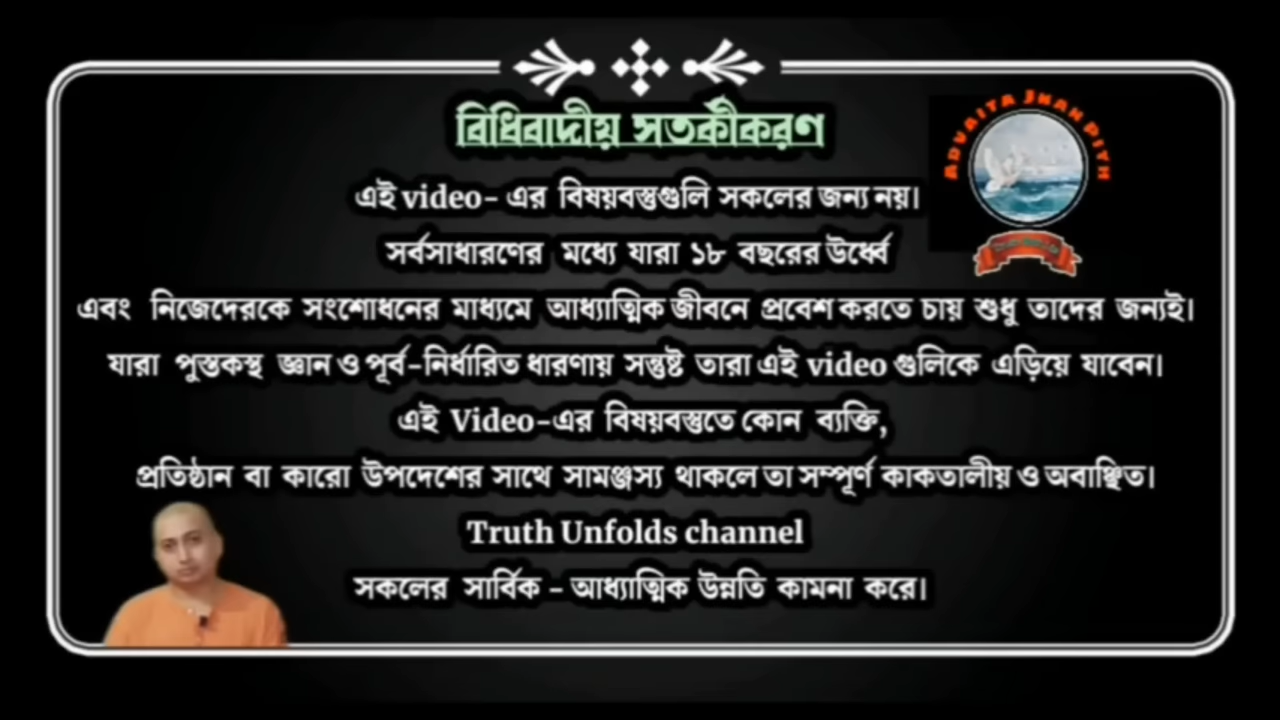 বিধিবাদীয় সতর্কীকরণ
ADVAITA JNAN PITH
এই video- এর বিষয়বস্তুগুলি সকলের জন্য নয়।
সর্বসাধারণের মধ্যে যারা ১৮ বছরের উর্ধ্বে
এবং নিজেদেরকে সংশোধনের মাধ্যমে আধ্যাত্মিক জীবনে প্রবেশ করতে চায় শুধু তাদের জন্যই।
যারা পুস্তকস্থ জ্ঞান ও পূর্ব-নির্ধারিত ধারণায় সন্তুষ্ট তারা এই video গুলিকে এড়িয়ে যাবেন।
এই Video-এর বিষয়বস্তুতে কোন ব্যক্তি,
প্রতিষ্ঠান বা কারো উপদেশের সাথে সামঞ্জস্য থাকলে তা সম্পূর্ণ কাকতালীয় ও অবাঞ্ছিত।
Truth Unfolds channel
সকলের সার্বিক - আধ্যাত্মিক উন্নতি কামনা করে।